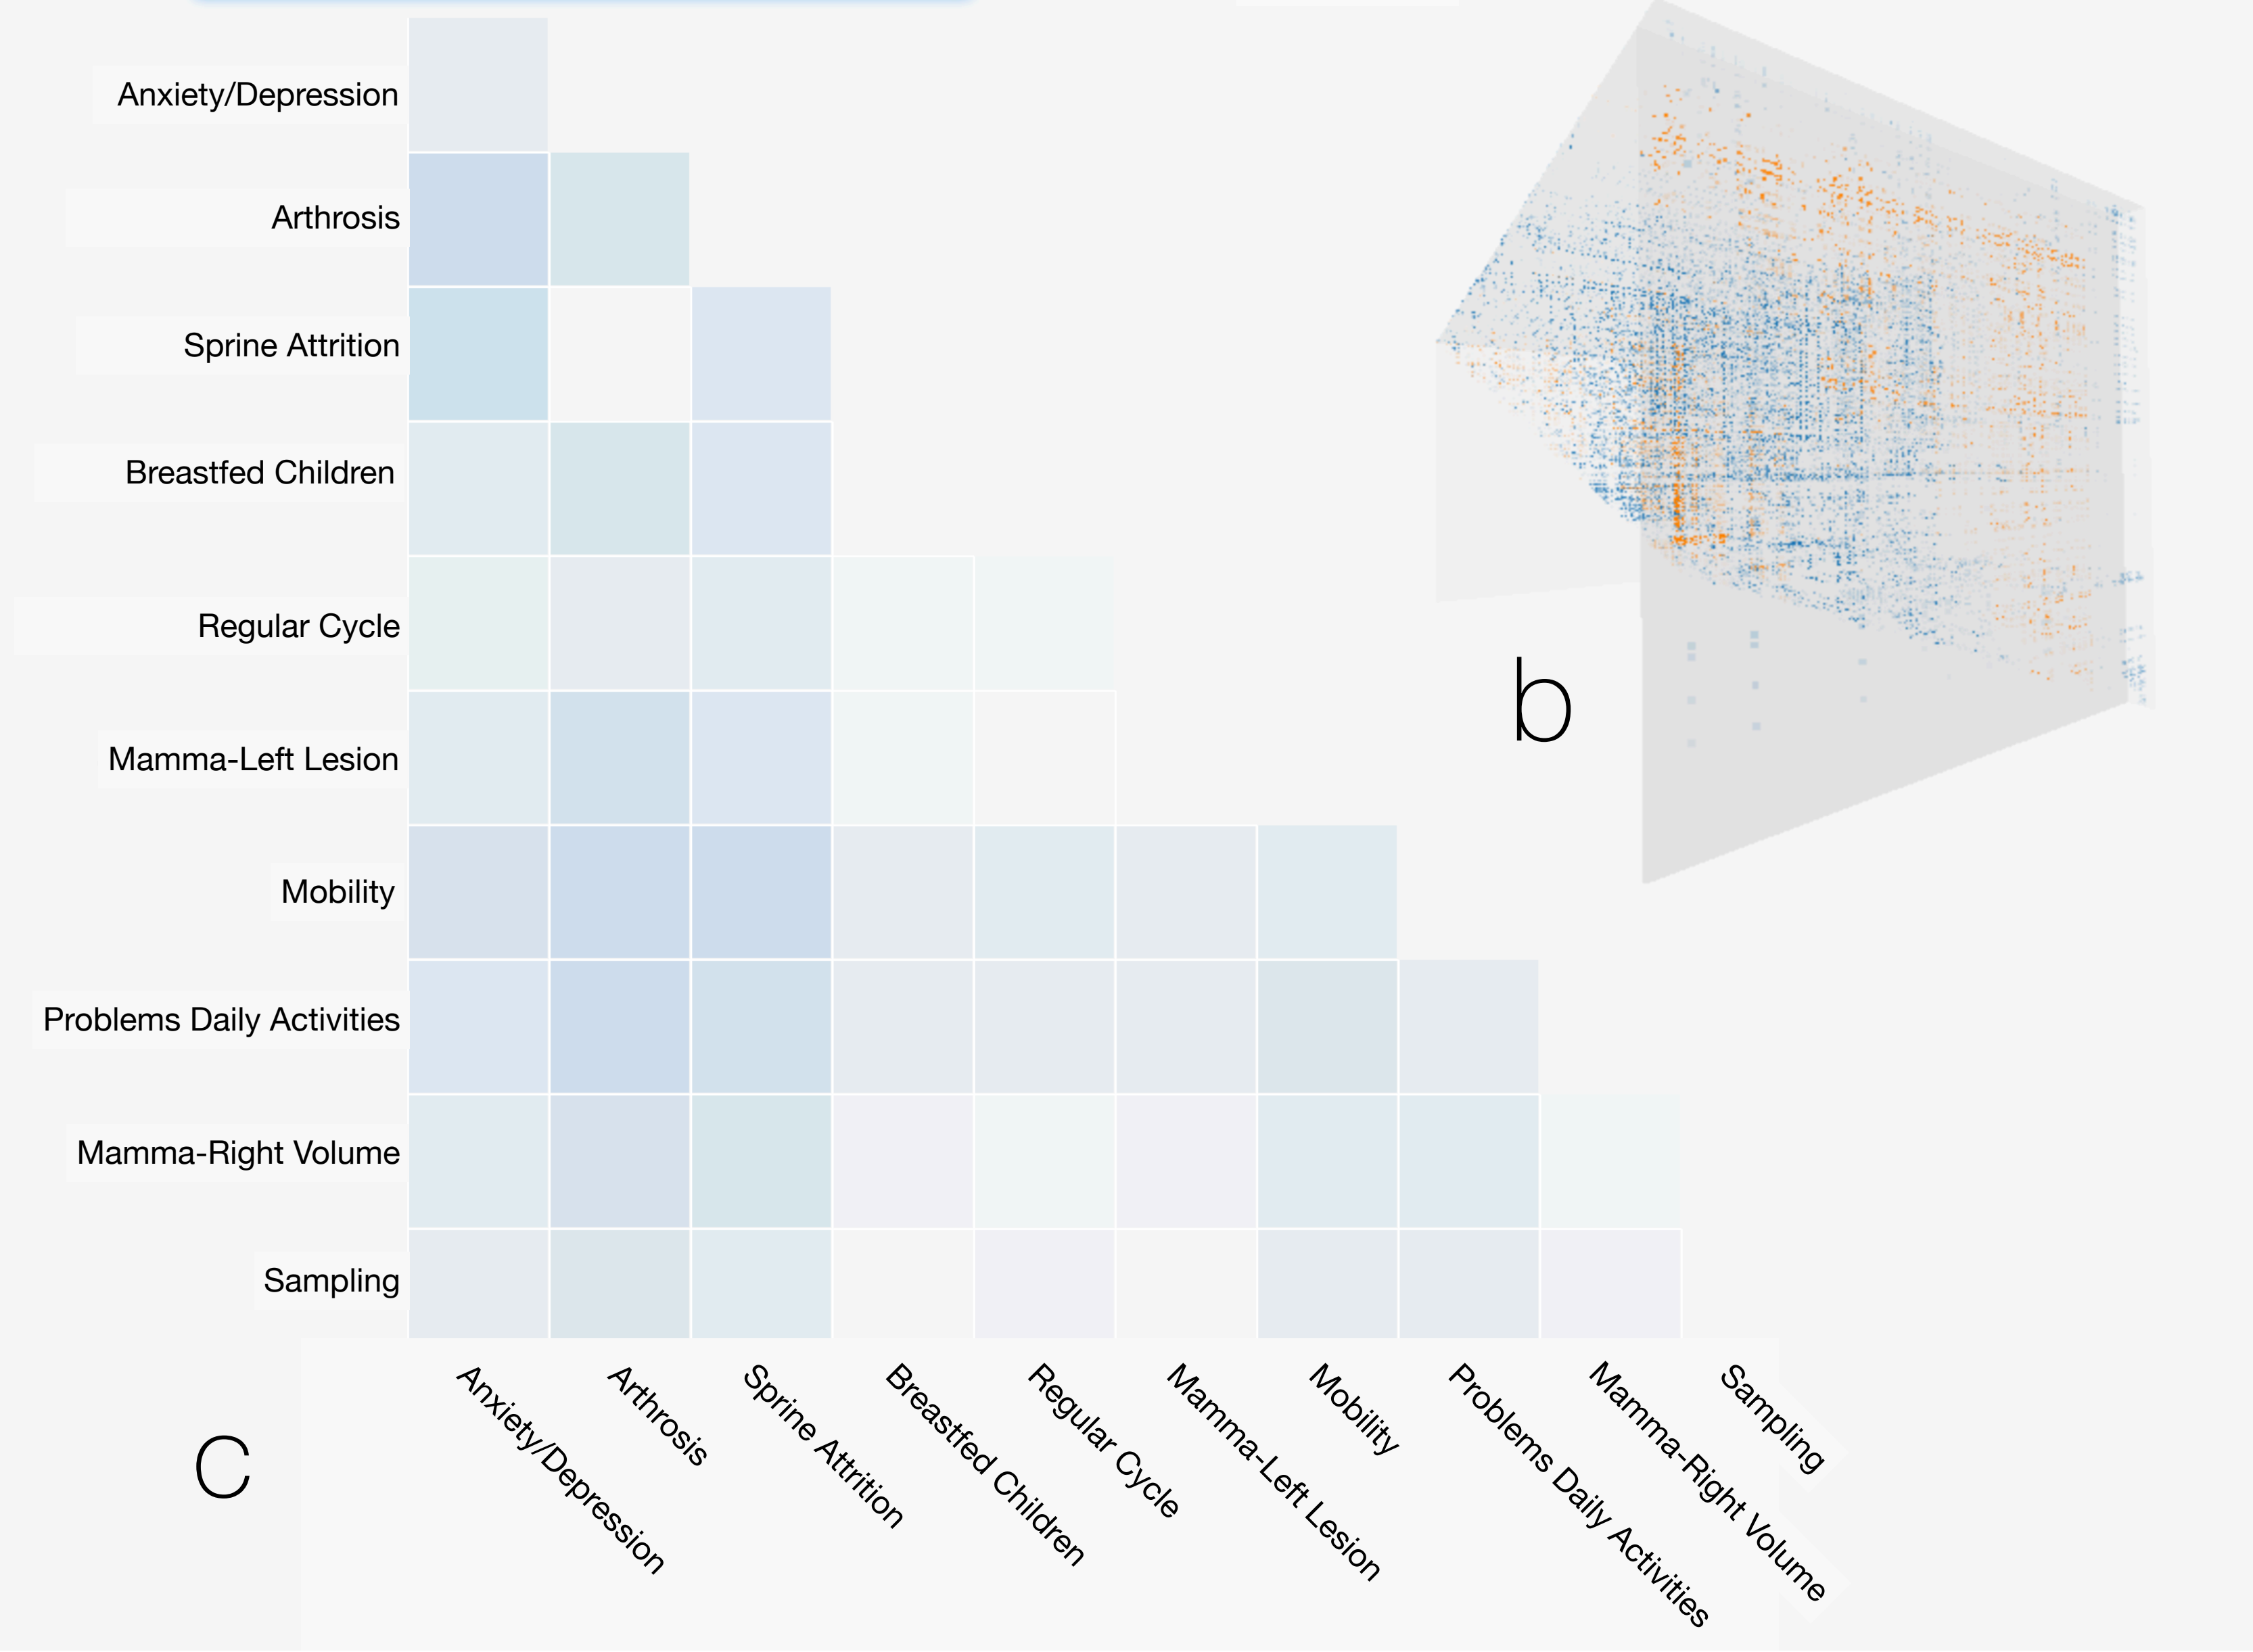 Anxiety/Depression
Arthrosis
Sprine Attrition
Breastfed Children
Regular Cycle
Mamma-Left Lesion
Mobility
Problems Daily Activities
Mamma-Right Volume
Sampling
b
c
Anxiety/Depression
Arthrosis
Sprine Attrition
Breastfed Children
Regular Cycle
Mamma-Left Lesion
Mobility
Problems Daily Activities
Mamma-Right Volume
Sampling